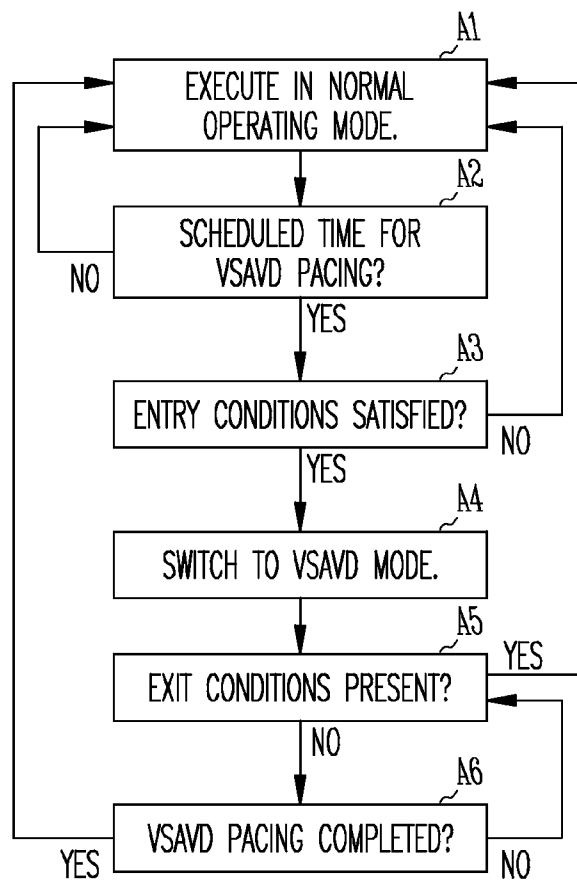 A1
EXECUTE IN NORMAL
OPERATING MODE.
A2
SCHEDULED TIME FOR
VSAVD PACING?
NO
YES
A3
ENTRY CONDITIONS SATISFIED?
NO
YES
A4
SWITCH TO VSAVD MODE.
A5
EXIT CONDITIONS PRESENT?
YES
NO
A6
VSAVD PACING COMPLETED?
YES
NO